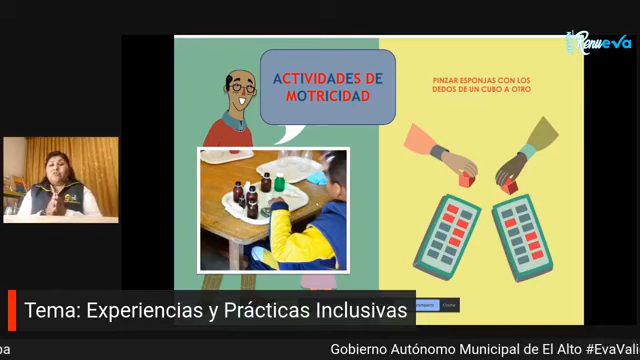 RenuEvA
ACTIVIDADES DE
MOTRICIDAD
PINZAR ESPONJAS CON LOS
DEDOS DE UN CUBO A OTRO
Tema: Experiencias y Prácticas Inclusivas
Gobierno Autónomo Municipal de El Alto #EvaVali